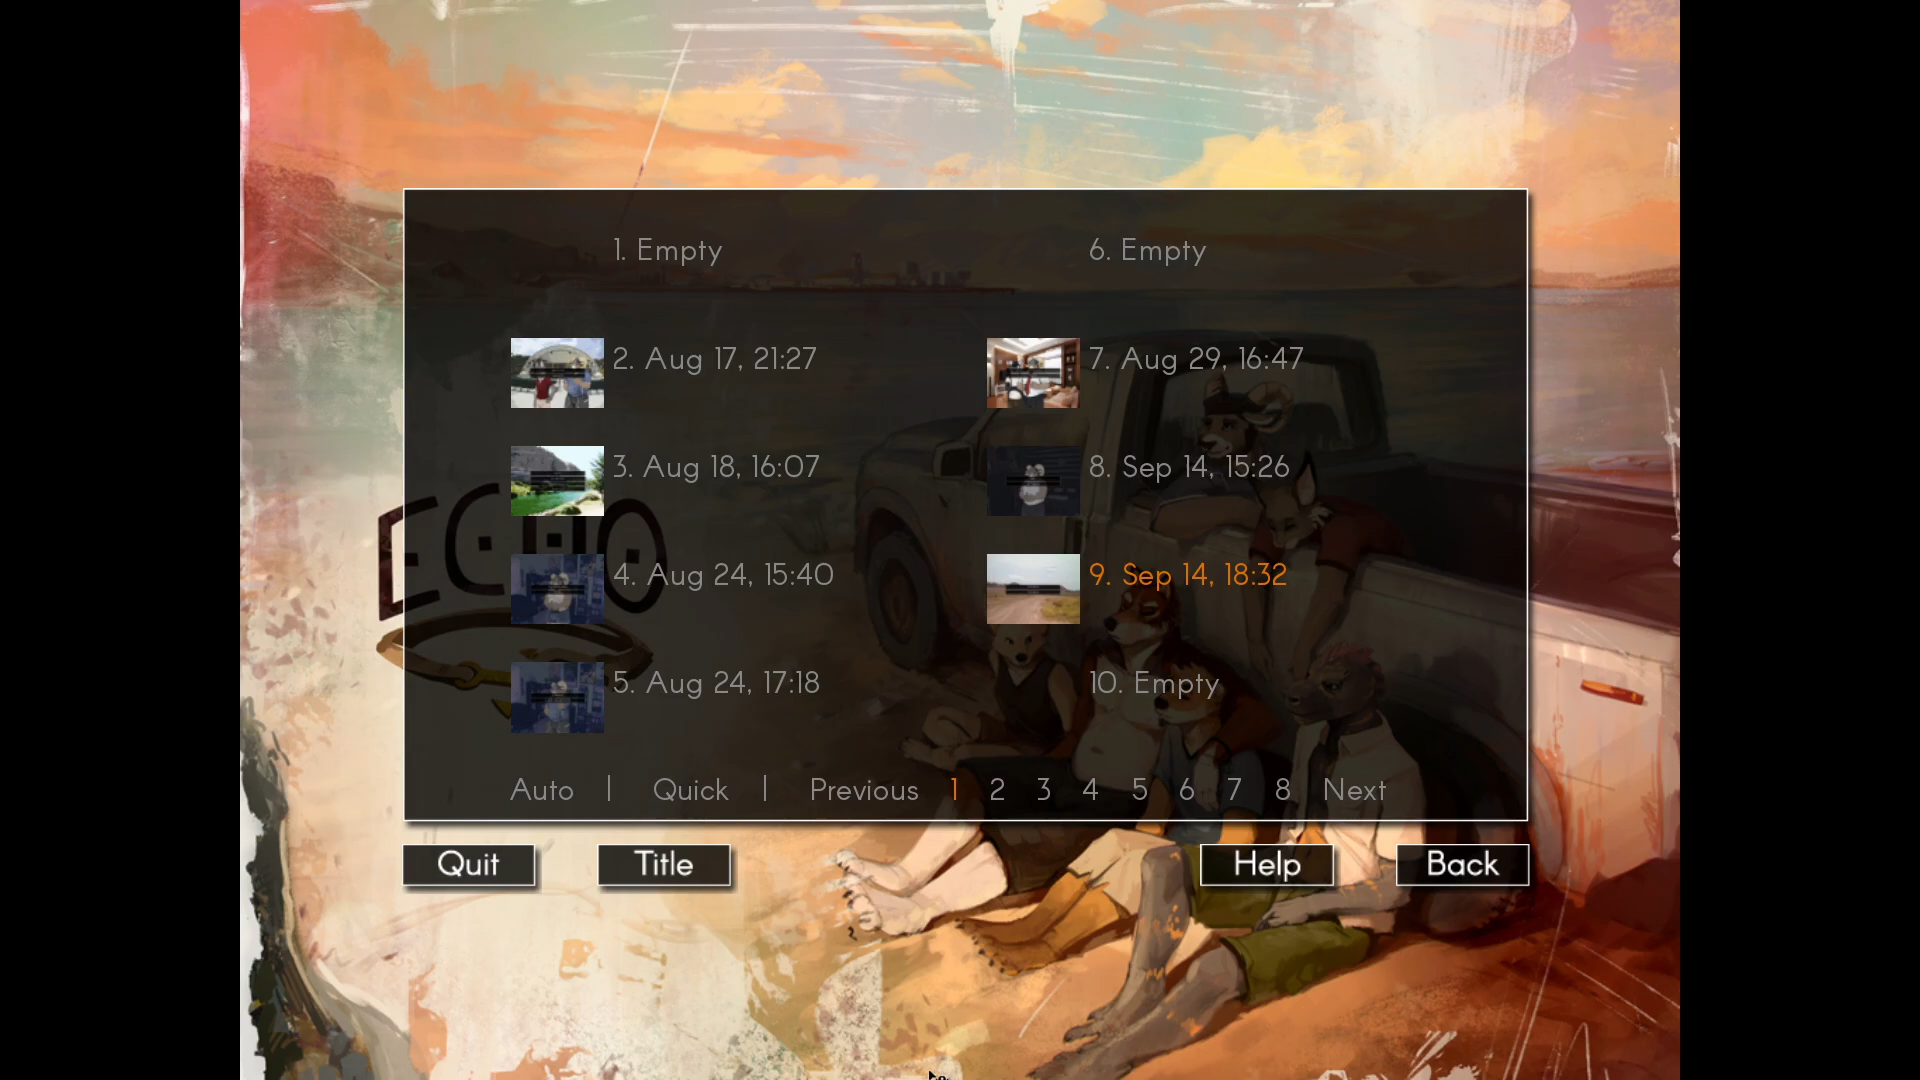 1. Empty
6. Empty
2. Aug 17, 21:27
7. Aug 29, 16:47
3. Aug 18, 16:07
8. Sep 14, 15:26
ECHO
4. Aug 24, 15:40
9. Sep 14, 18:32
5. Aug 24, 17:18
10. Empty
Auto | Quick | Previous 1 2 3 4 5 6 7 8 Next
Quit Title Help Back